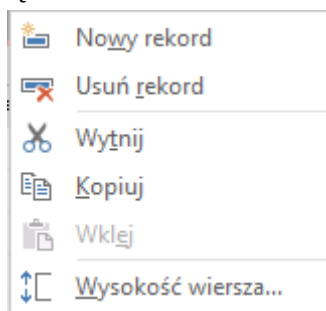 Nowy rekord
Usuń rekord
Wytnij
Kopiuj
Wklej
Wysokość wiersza...